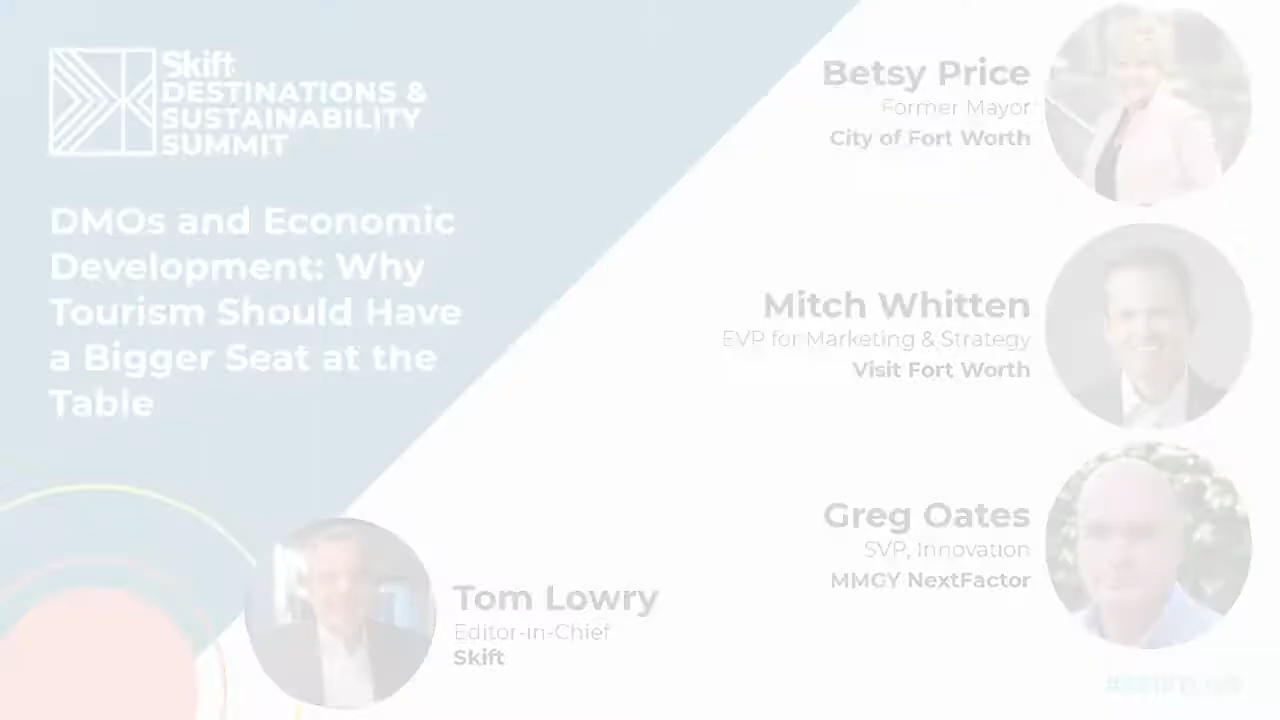 Skift
DESTINATIONS &
SUSTAINABILITY
SUMMIT
DMOs and Economic
Development: Why
Tourism Should Have
a Bigger Seat at the
Table
Betsy Price
Former Mayor
City of Fort Worth
Mitch Whitten
EVP for Marketing & Strategy
Visit Fort Worth
Greg Oates
SVP, Innovation
MMGY NextFactor
Tom Lowry
Editor-in-Chief
Skift